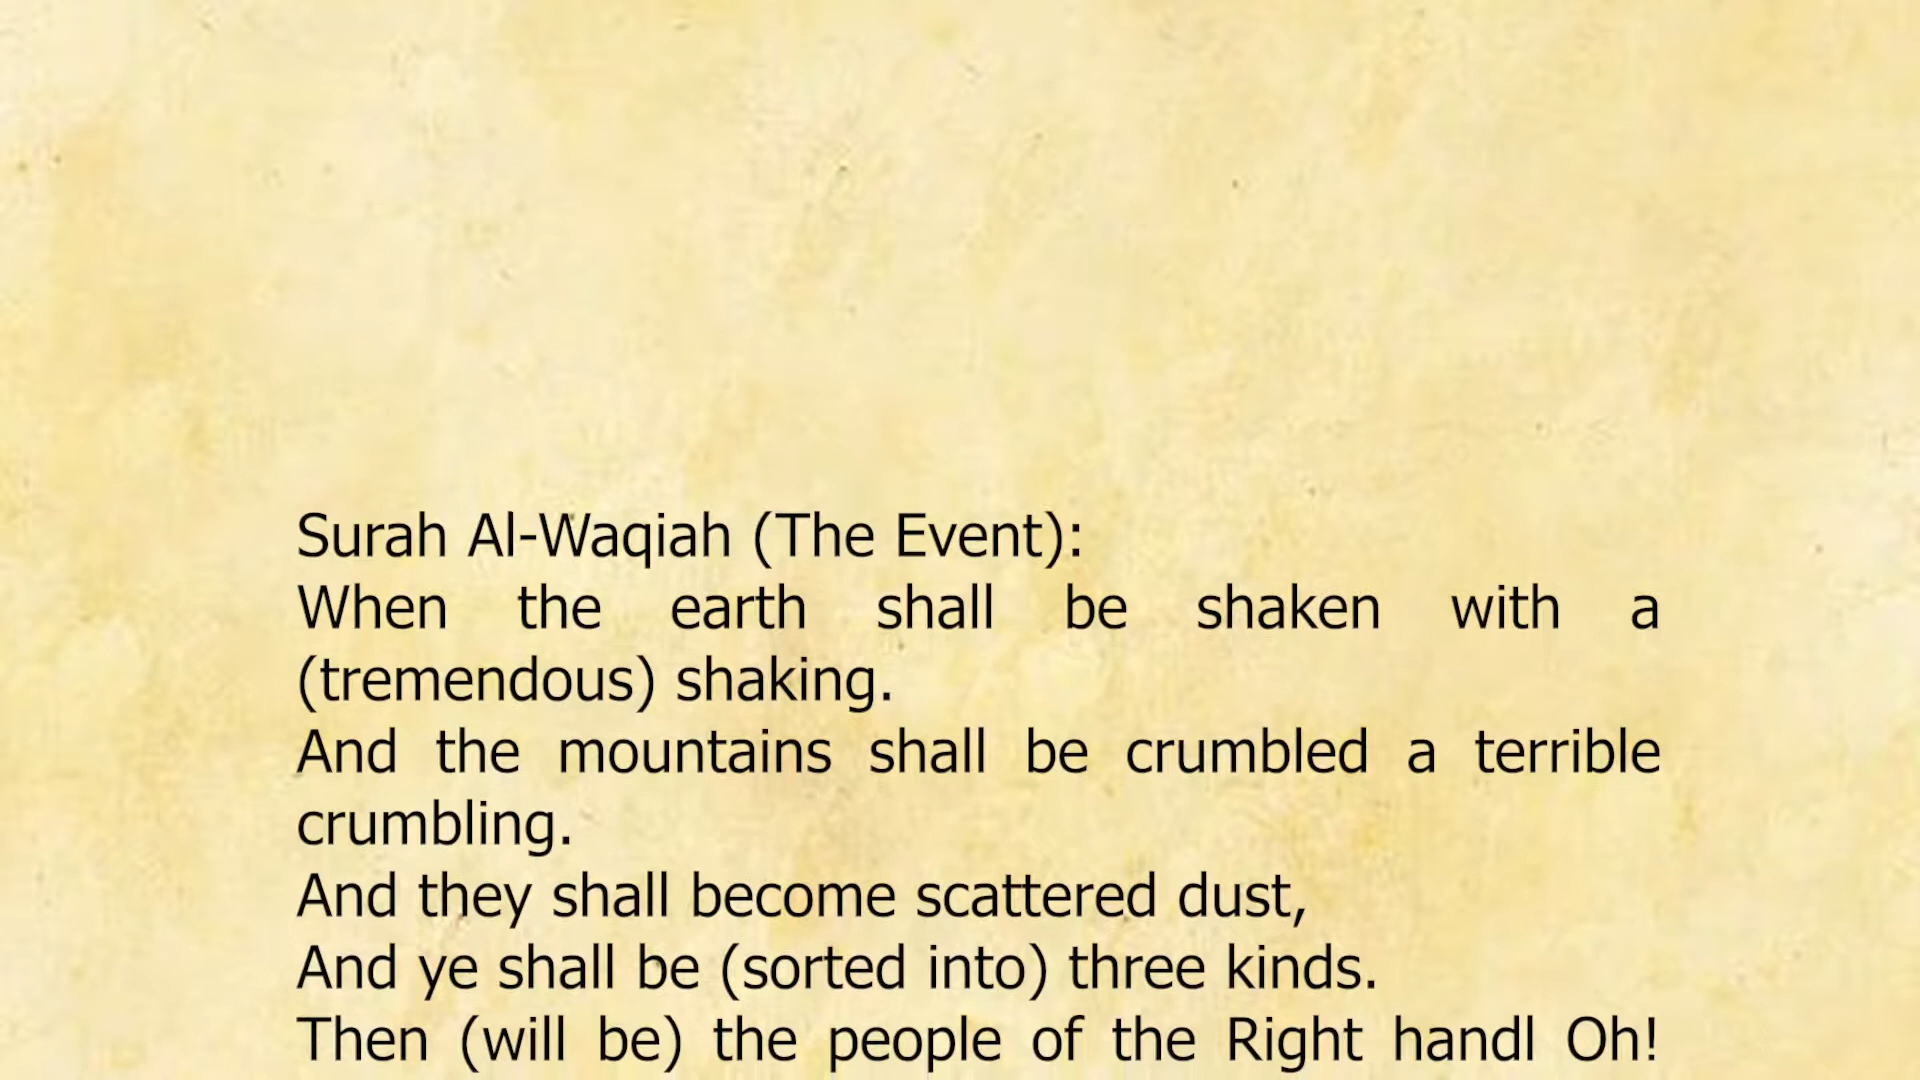 Surah Al-Waqiah (The Event):
When the earth shall be shaken with a
(tremendous) shaking.
And the mountains shall be crumbled a terrible
crumbling.
And they shall become scattered dust,
And ye shall be (sorted into) three kinds.
Then (will be) the people of the Right handl Oh!